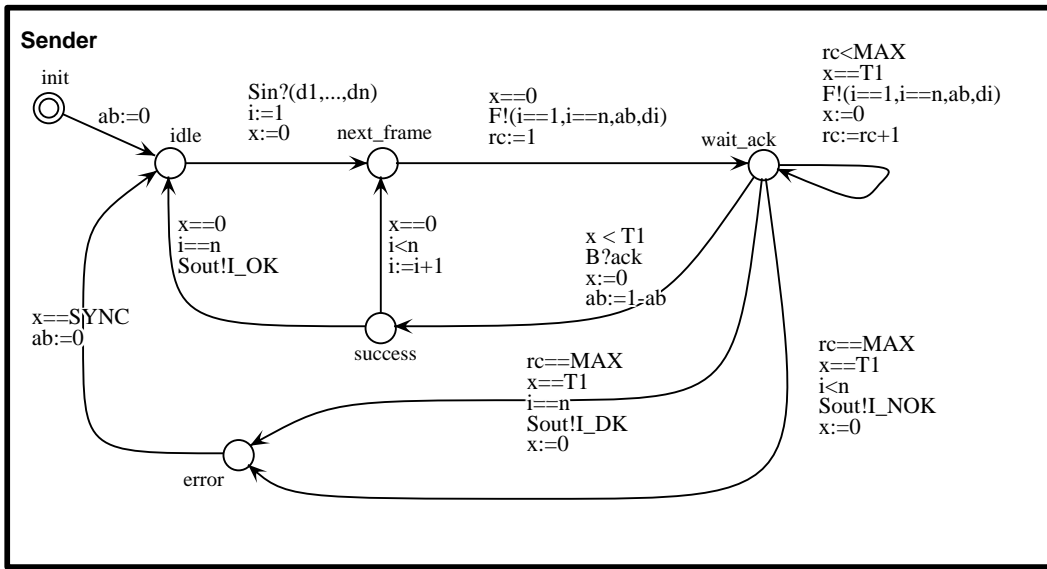 Sender
init
ab:=0
idle
Sin?(d1,...,dn)
i:=1
x:=0
next_frame
x==0
F!(i==1,i==n,ab,di)
rc:=1
wait_ack
rc<MAX
x==T1
F!(i==1,i==n,ab,di)
x:=0
rc:=rc+1
x==0
i==n
Sout!I_OK
x==0
i<n
i:=i+1
x < T1
B?ack
x:=0
ab:=1-ab
x==SYNC
ab:=0
success
rc==MAX
x==T1
i==n
Sout!I_DK
x:=0
rc==MAX
x==T1
i<n
Sout!I_NOK
x:=0
error